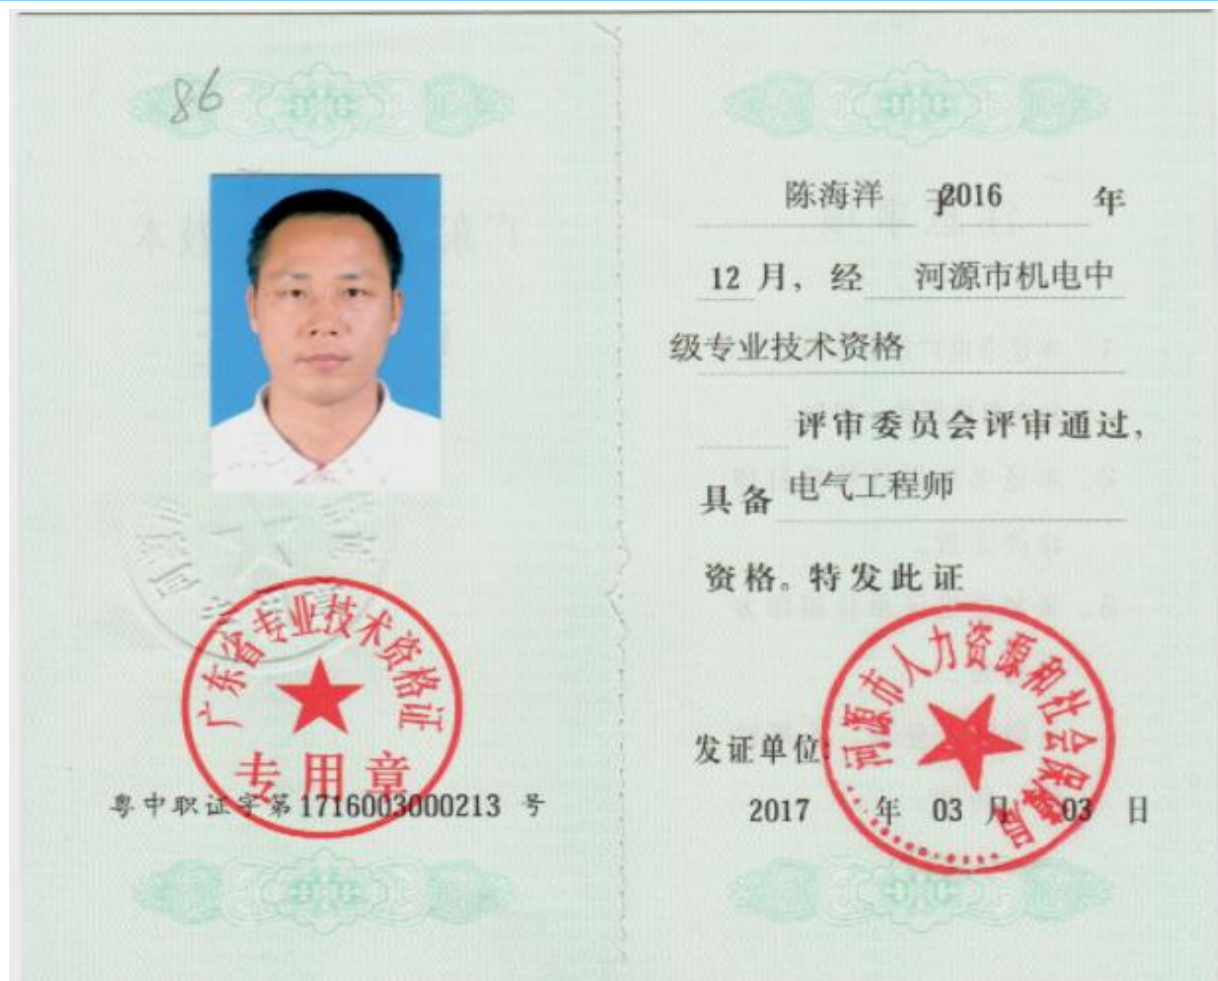 86
广东省专业技术资格证
专用章
粤中职证字第1716003000213 号
陈海洋 于2016 年
12 月，经 河源市机电中
级专业技术资格
评审委员会评审通过，
具备 电气工程师
资格。特发此证
河源市人力资源和社会保障局
发证单位：
2017 年 03 月 03 日